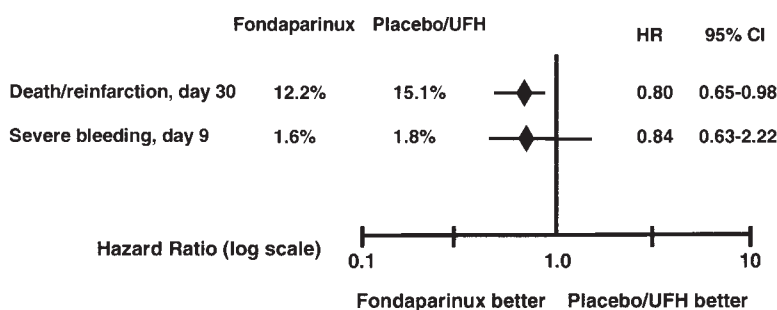 Fondaparinux Placebo/UFH HR 95% CI
Death/reinfarction, day 30 12.2% 15.1% 0.80 0.65-0.98
Severe bleeding, day 9 1.6% 1.8% 0.84 0.63-2.22
Hazard Ratio (log scale)
0.1 1.0 10
Fondaparinux better Placebo/UFH better